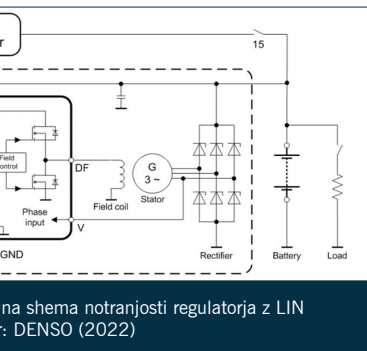 r
15
Field
ontrol
DF
G
3 ~
Phase
input
Field coil
Stator
V
GND
Rectifier
Battery
Load
na shema notranjosti regulatorja z LIN
r: DENSO (2022)